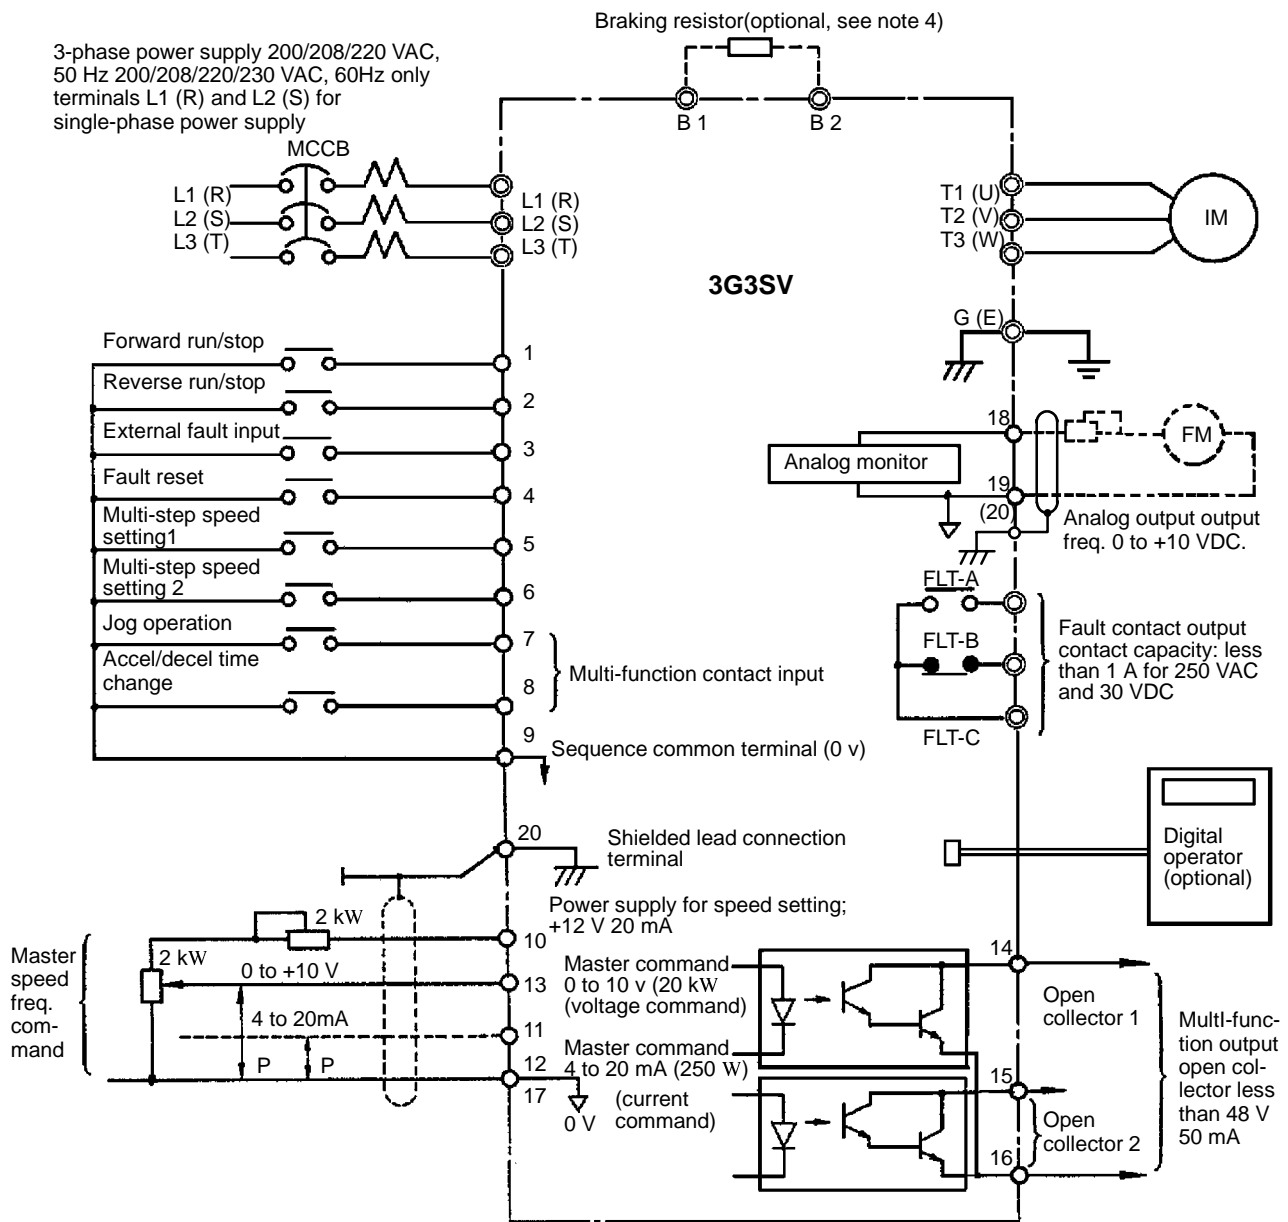 Braking resistor(optional, see note 4)
3-phase power supply 200/208/220 VAC,
50 Hz 200/208/220/230 VAC, 60Hz only
terminals L1 (R) and L2 (S) for
single-phase power supply
B 1
B 2
MCCB
L1 (R)
L2 (S)
L3 (T)
L1 (R)
L2 (S)
L3 (T)
T1 (U)
T2 (V)
T3 (W)
IM
3G3SV
G (E)
Forward run/stop
1
Reverse run/stop
2
External fault input
3
Fault reset
4
Multi-step speed
setting1
5
Multi-step speed
setting 2
6
Jog operation
7
Accel/decel time
change
8
Multi-function contact input
9
Sequence common terminal (0 v)
18
FM
Analog monitor
19
(20)
Analog output output
freq. 0 to +10 VDC.
FLT-A
FLT-B
FLT-C
Fault contact output
contact capacity: less
than 1 A for 250 VAC
and 30 VDC
Digital
operator
(optional)
20
Shielded lead connection
terminal
Power supply for speed setting;
+12 V 20 mA
2 kW
10
2 kW
0 to +10 V
13
Master
speed
freq.
com-
mand
4 to 20mA
11
P
P
12
17
0 V
Master command
0 to 10 v (20 kW
(voltage command)
Master command
4 to 20 mA (250 W)
(current
command)
14
Open
collector 1
15
Open
collector 2
16
MultI-func-
tion output
open col-
lector less
than 48 V
50 mA